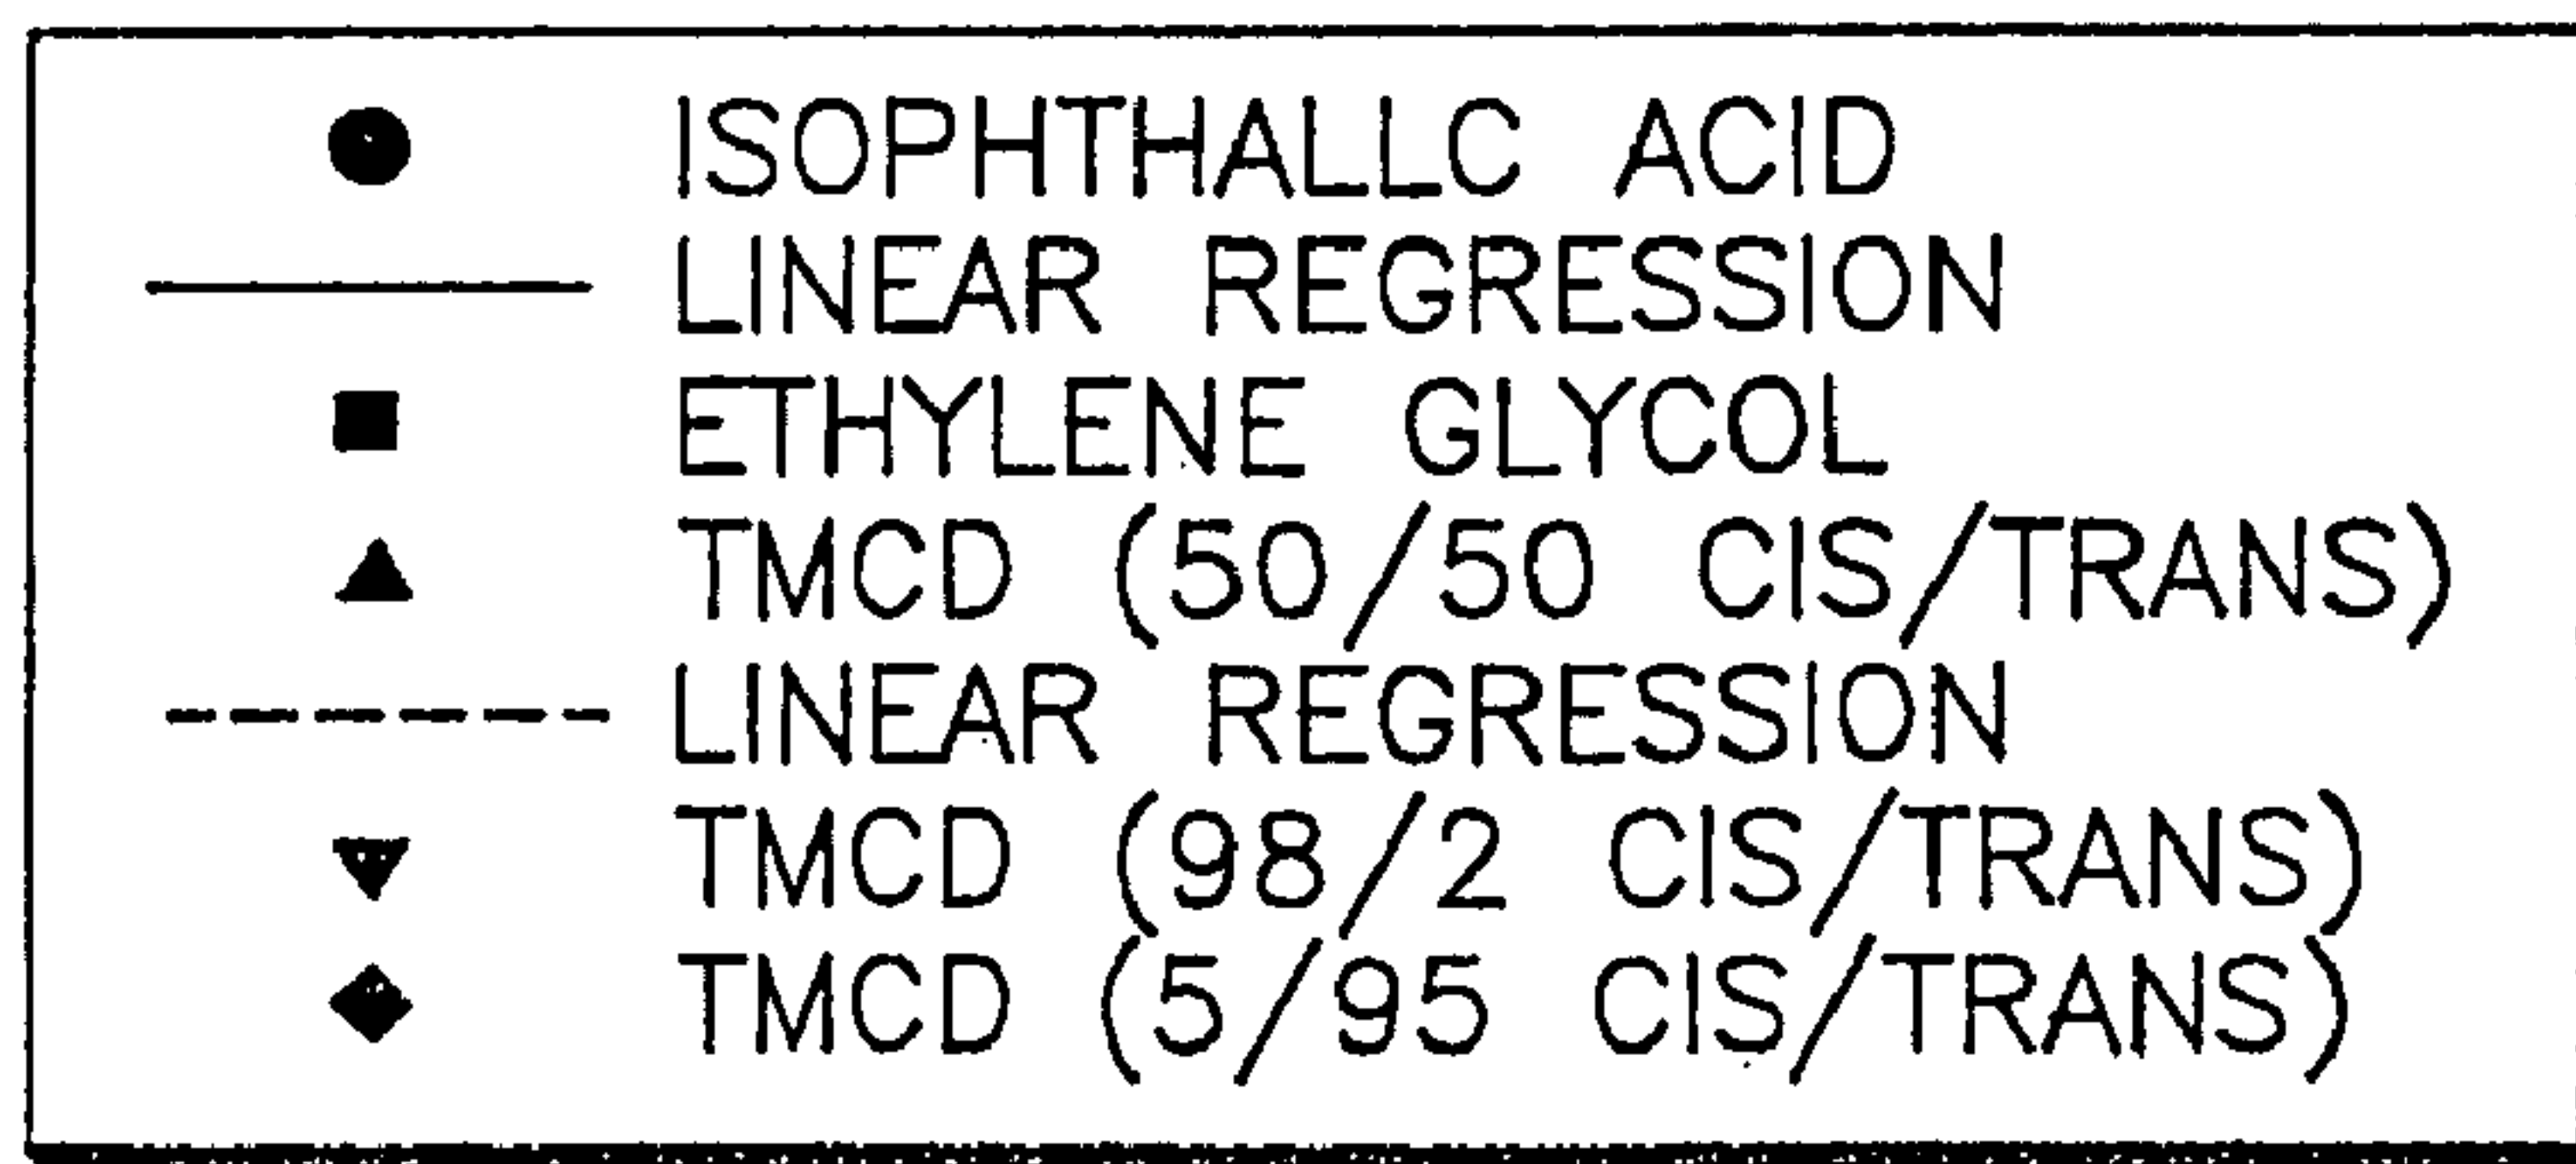 ISOPHTHALLC ACID
LINEAR REGRESSION
ETHYLENE GLYCOL
TMCD (50/50 CIS/TRANS)
LINEAR REGRESSION
TMCD (98/2 CIS/TRANS)
TMCD (5/95 CIS/TRANS)